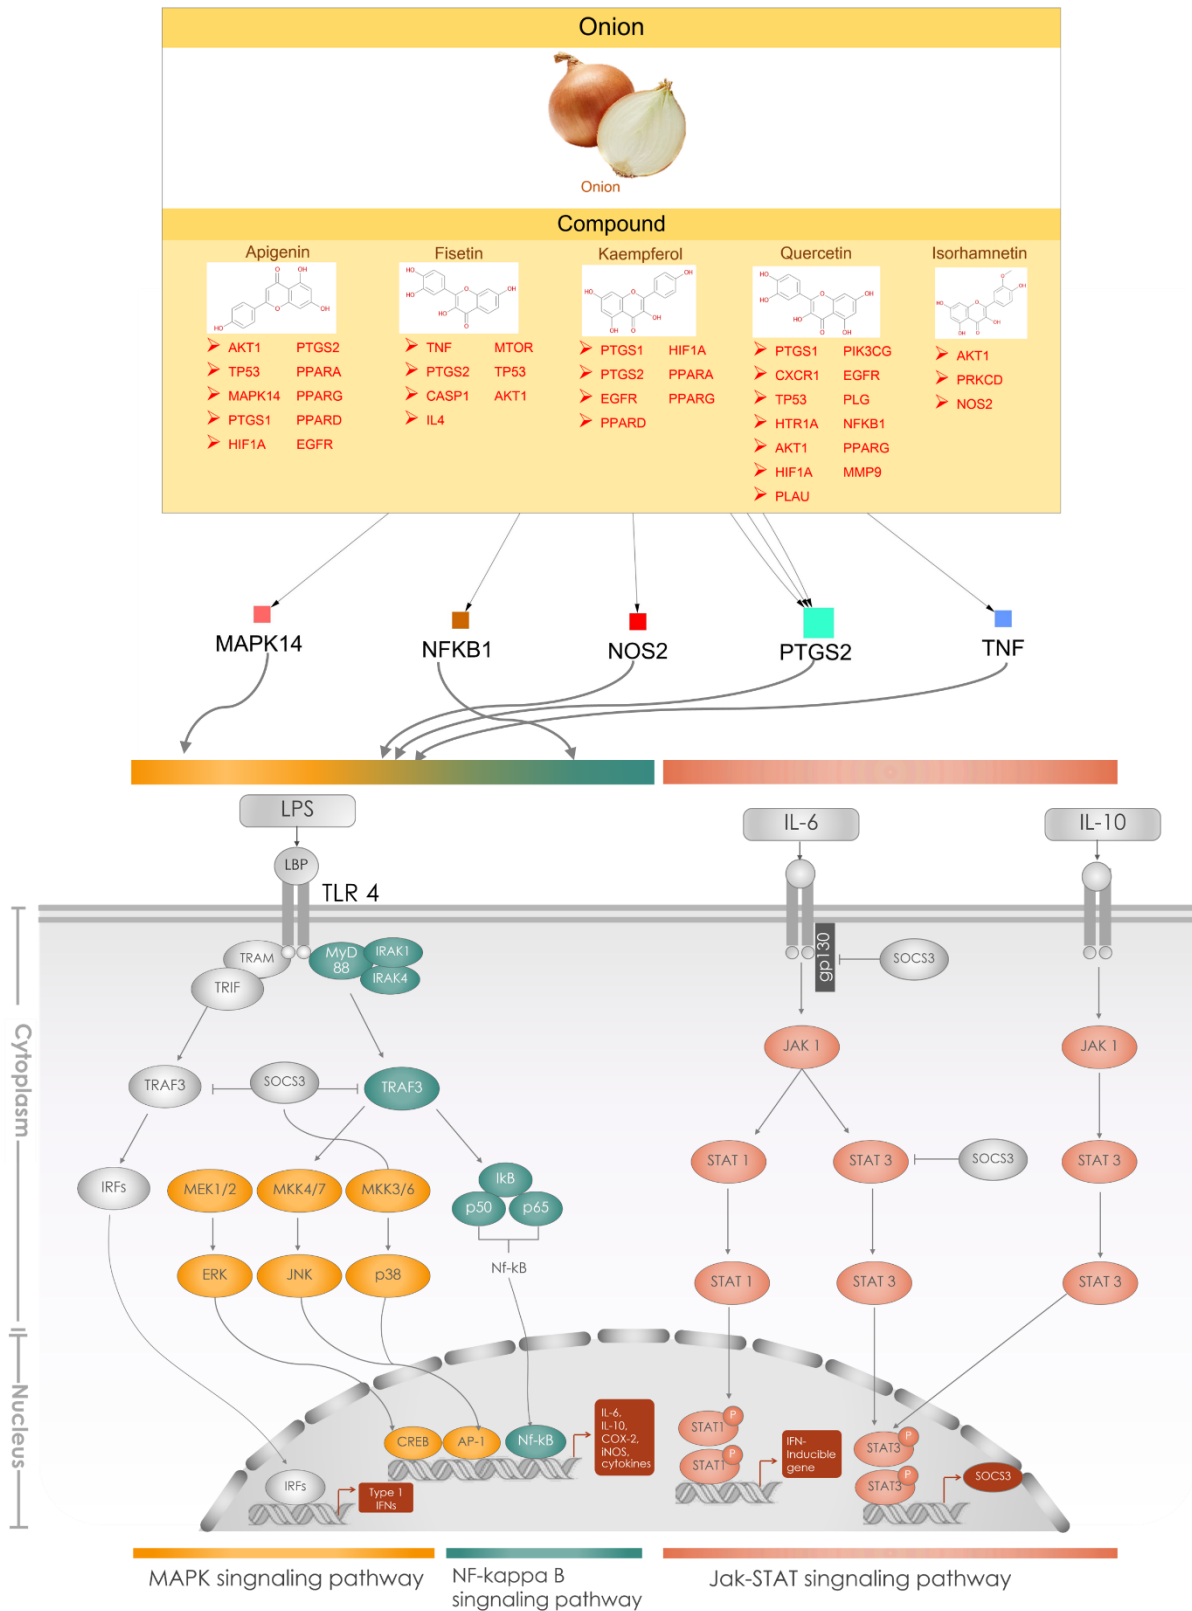 Onion
Onion
Compound
Apigenin
Fisetin
Kaempferol
Quercetin
Isorhamnetin
AKT1 PTGS2
TP53 PPARA
MAPK14 PPARG
PTGS1 PPARD
HIF1A EGFR
TNF MTOR
PTGS2 TP53
CASP1 AKT1
IL4
PTGS1 HIF1A
PTGS2 PPARA
EGFR PPARG
PPARD
PTGS1 PIK3CG
CXCR1 EGFR
TP53 PLG
HTR1A NFKB1
AKT1 PPARG
HIF1A MMP9
PLAU
AKT1
PRKCD
NOS2
MAPK14
NFKB1
NOS2
PTGS2
TNF
LPS
IL-6
IL-10
LBP
TLR 4
TRAM
TRIF
MyD
88
IRAK1
IRAK4
gp130
SOCS3
Cytoplasm
JAK 1
JAK 1
TRAF3
SOCS3
TRAF3
STAT 1
STAT 3
SOCS3
STAT 3
IRFs
MEK1/2
MKK4/7
MKK3/6
IkB
p50
p65
ERK
JNK
p38
Nf-kB
STAT 1
STAT 3
STAT 3
Nucleus
CREB
AP-1
Nf-kB
IL-6,
IL-10,
COX-2,
iNOS,
cytokines
STAT1
P
STAT1
P
IFN-
Inducible
gene
STAT3
P
STAT3
P
SOCS3
IRFs
Type 1
IFNs
MAPK singnaling pathway
NF-kappa B
singnaling pathway
Jak-STAT singnaling pathway